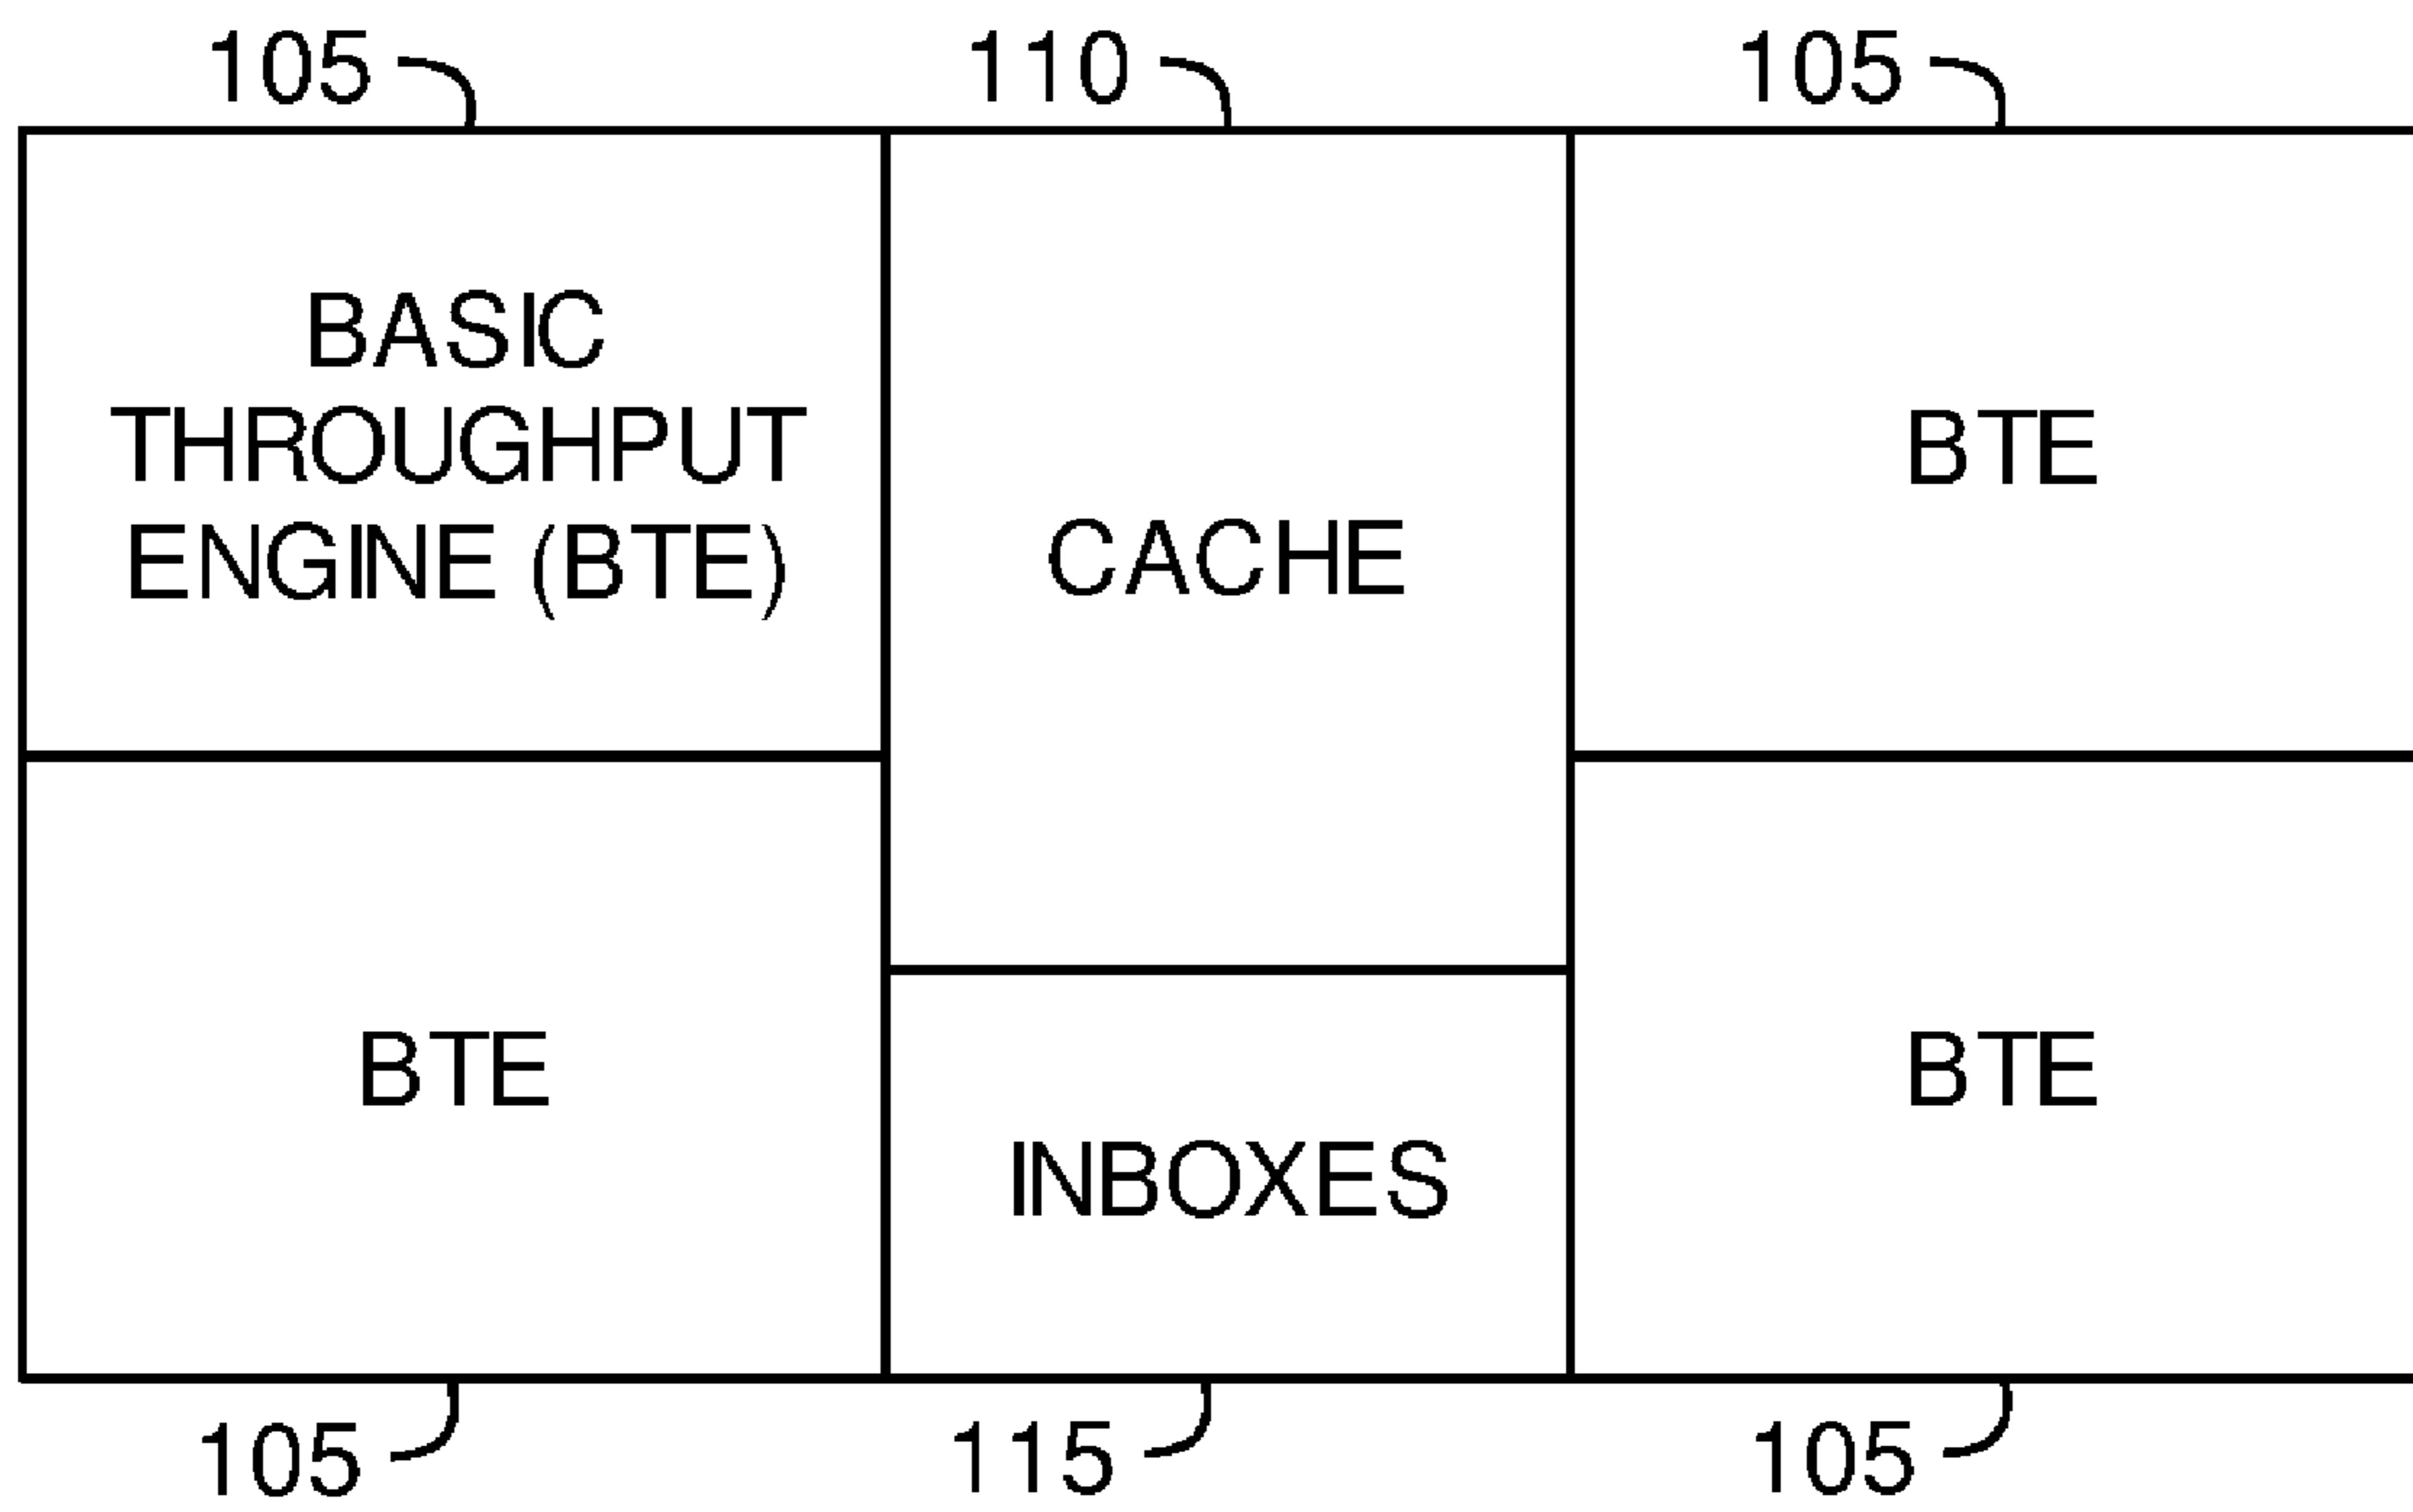 105
110
105
BASIC
THROUGHPUT
ENGINE (BTE)
CACHE
BTE
BTE
INBOXES
BTE
105
115
105